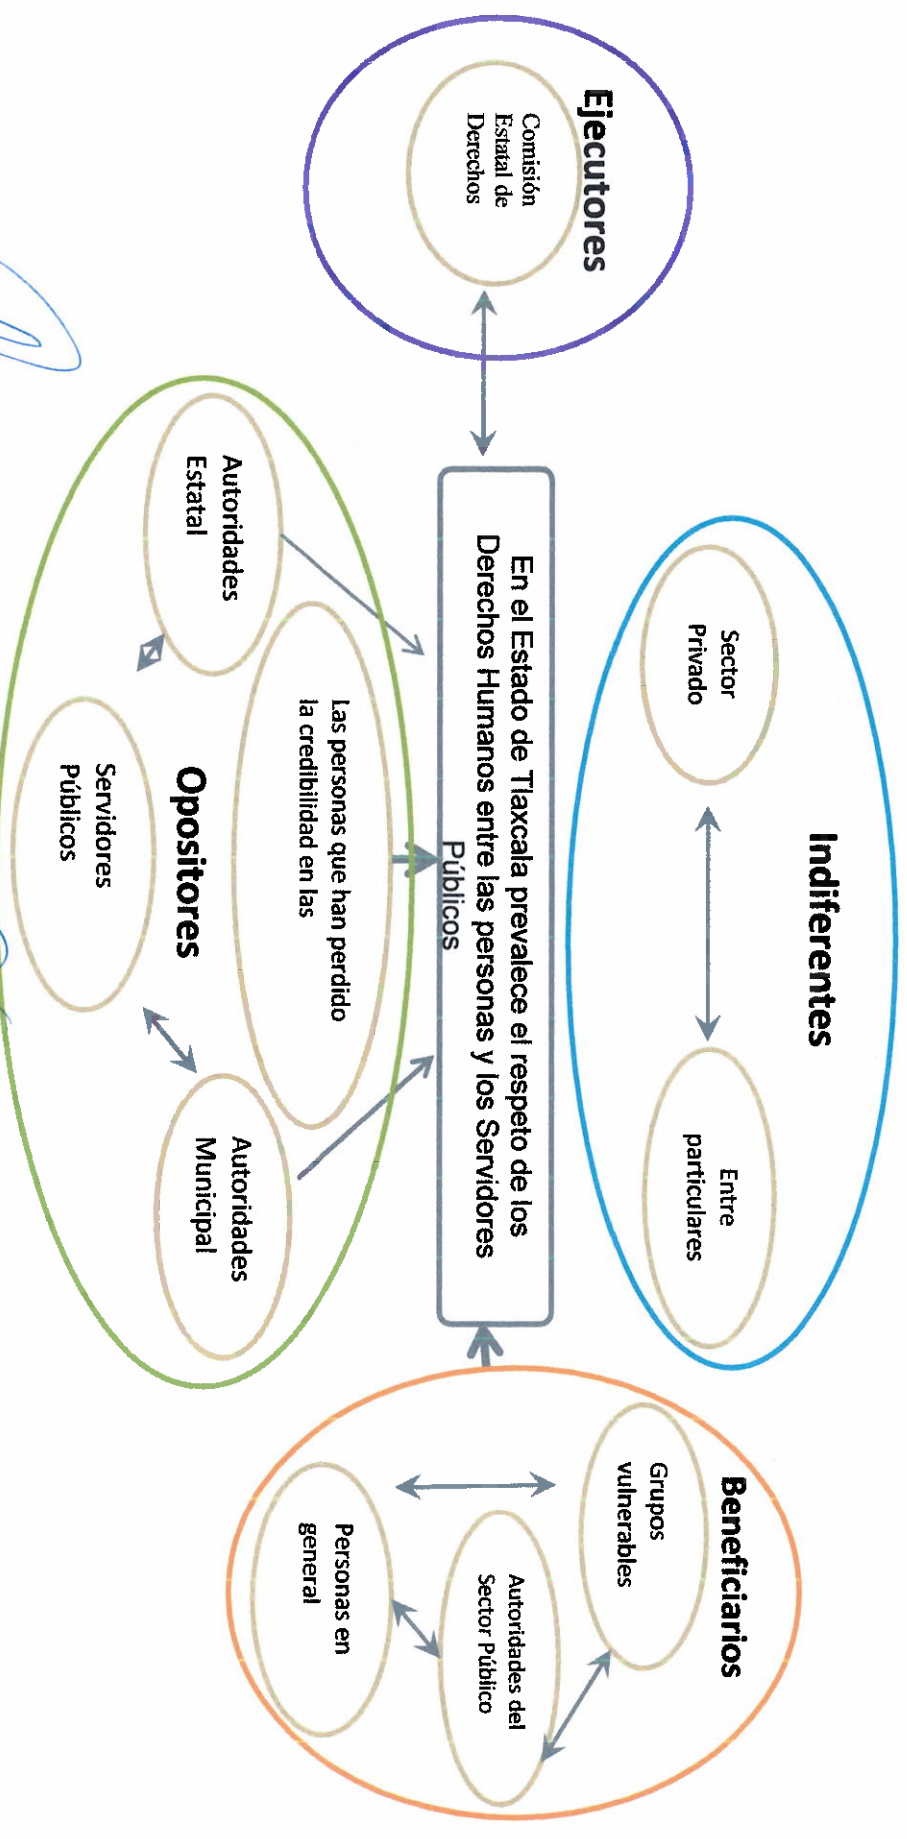 Indiferentes
Sector
Privado
Entre
particulares
Ejecutores
Comisión
Estatal de
Derechos
En el Estado de Tlaxcala prevalece el respeto de los
Derechos Humanos entre las personas y los Servidores
Públicos
Beneficiarios
Grupos
vulnerables
Autoridades del
Sector Público
Personas en
general
Las personas que han perdido
la credibilidad en las
Autoridades
Estatal
Opositores
Autoridades
Municipal
Servidores
Públicos